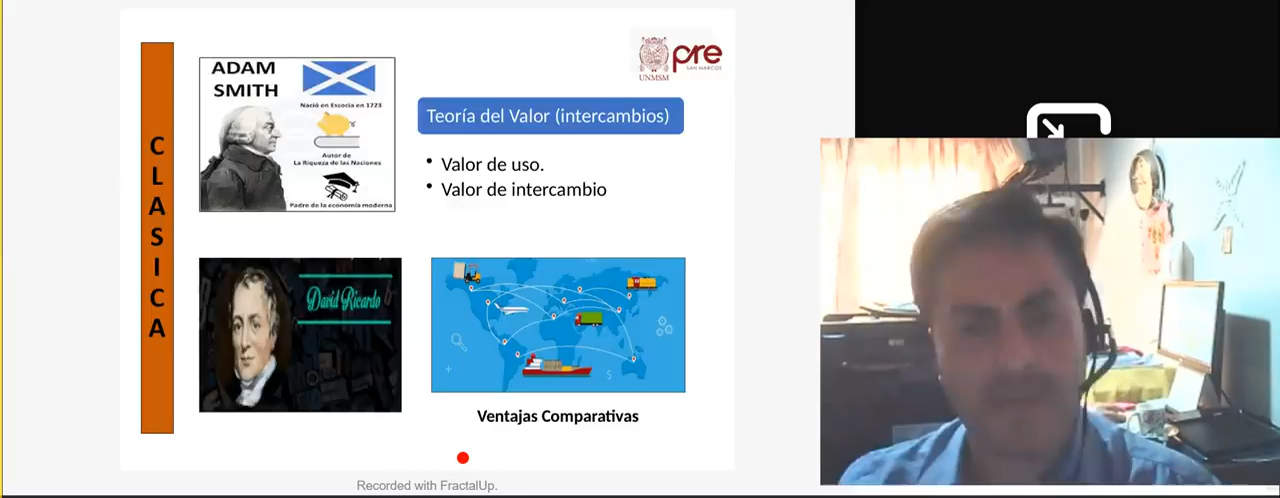 C
L
A
S
I
C
A
ADAM
SMITH
Nació en Escocia en 1723
Autor de
La Riqueza de las Naciones
Padre de la economía moderna
UNMSM
pre
SAN MARCOS
Teoría del Valor (intercambios)
• Valor de uso.
• Valor de intercambio
David Ricardo
$
Ventajas Comparativas
Recorded with FractalUp.